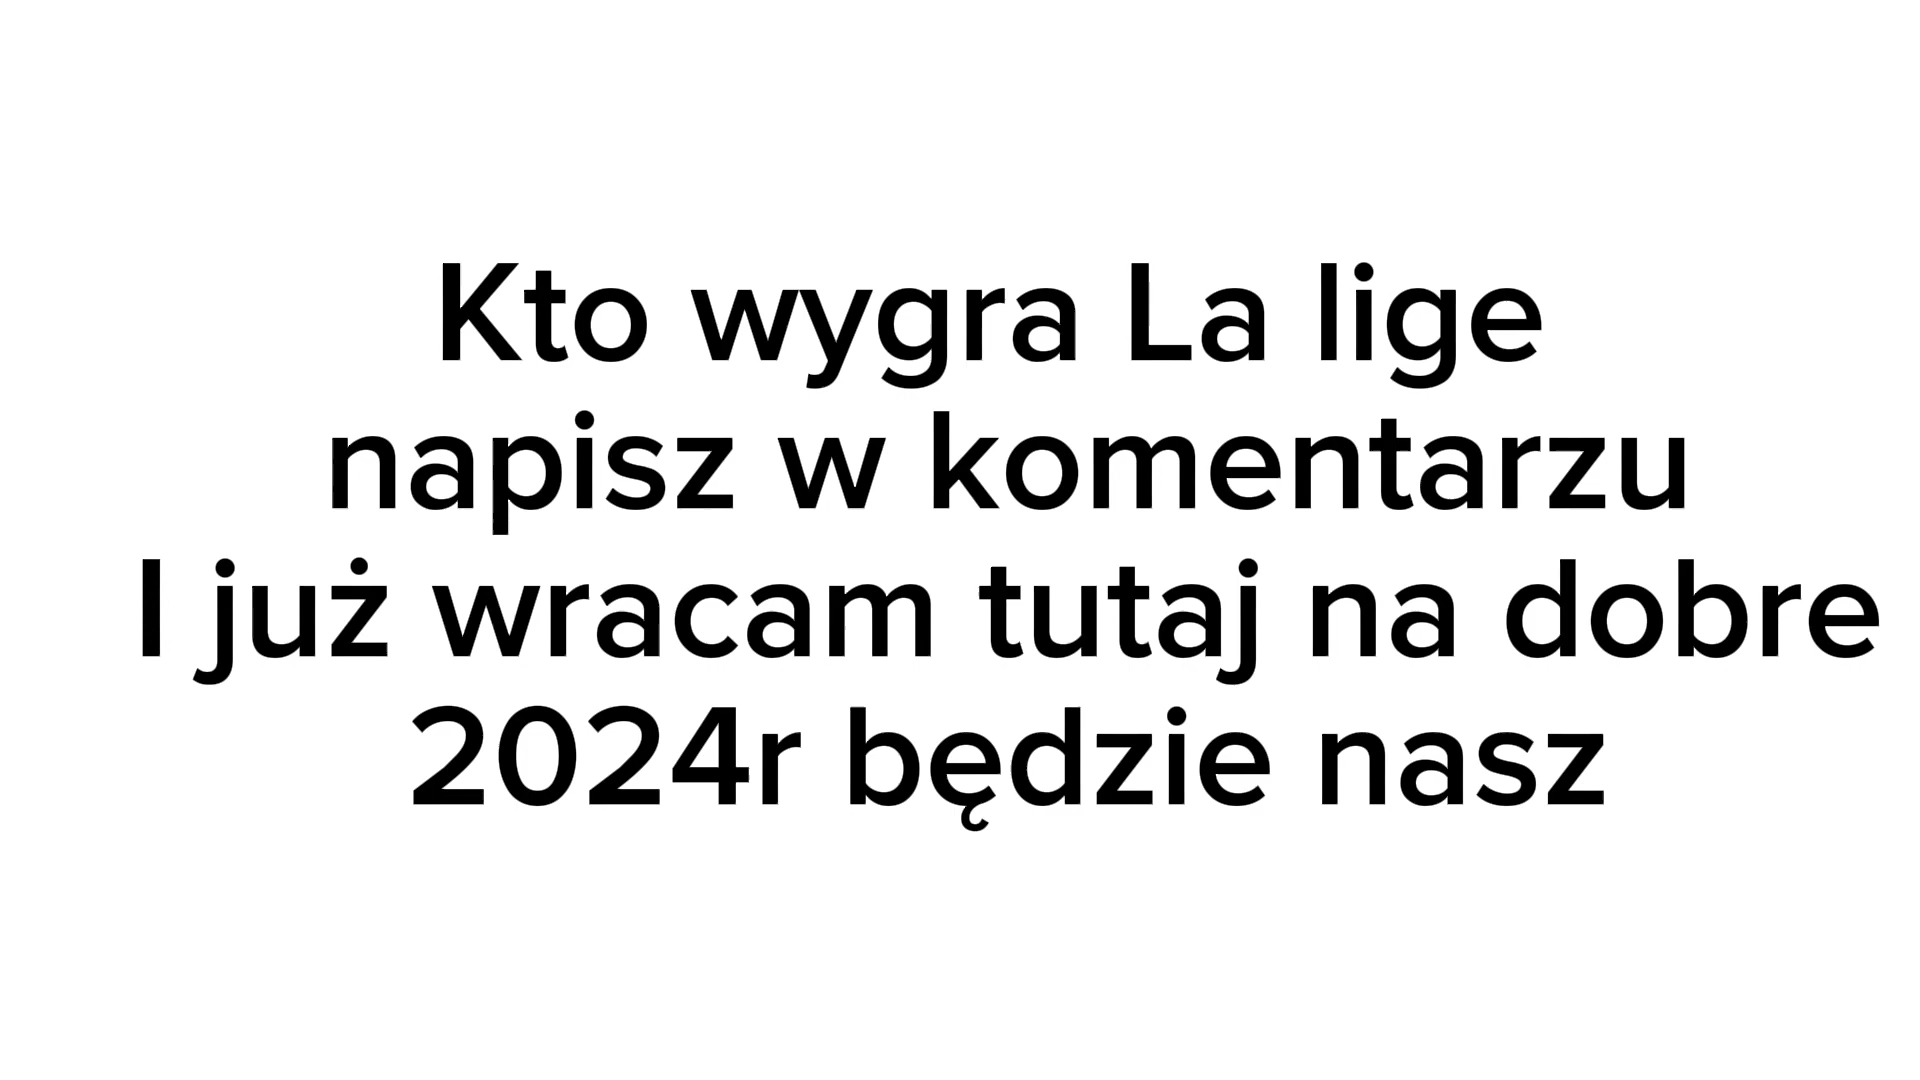 Kto wygra La lige
napisz w komentarzu
I już wracam tutaj na dobre
2024r będzie nasz